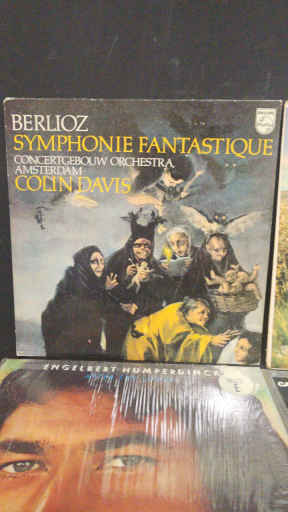 BERLIOZ
SYMPHONIE FANTASTIQUE
CONCERTGEBOUW ORCHESTRA,
AMSTERDAM
COLIN DAVIS
PHILIPS
ENGELBERT HUMPERDINCK